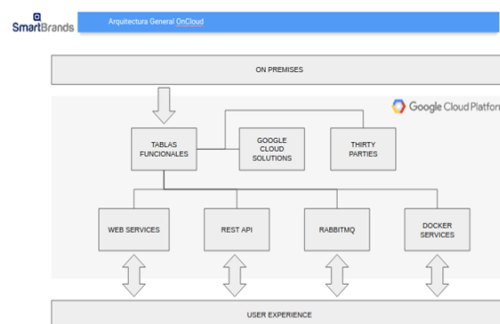 SmartBrands
Arquitectura General OnCloud
ON PREMISES
Google Cloud Platforn
TABLAS
FUNCIONALES
GOOGLE
CLOUD
SOLUTIONS
THIRTY
PARTIES
WEB SERVICES
REST API
RABBITMQ
DOCKER
SERVICES
USER EXPERIENCE